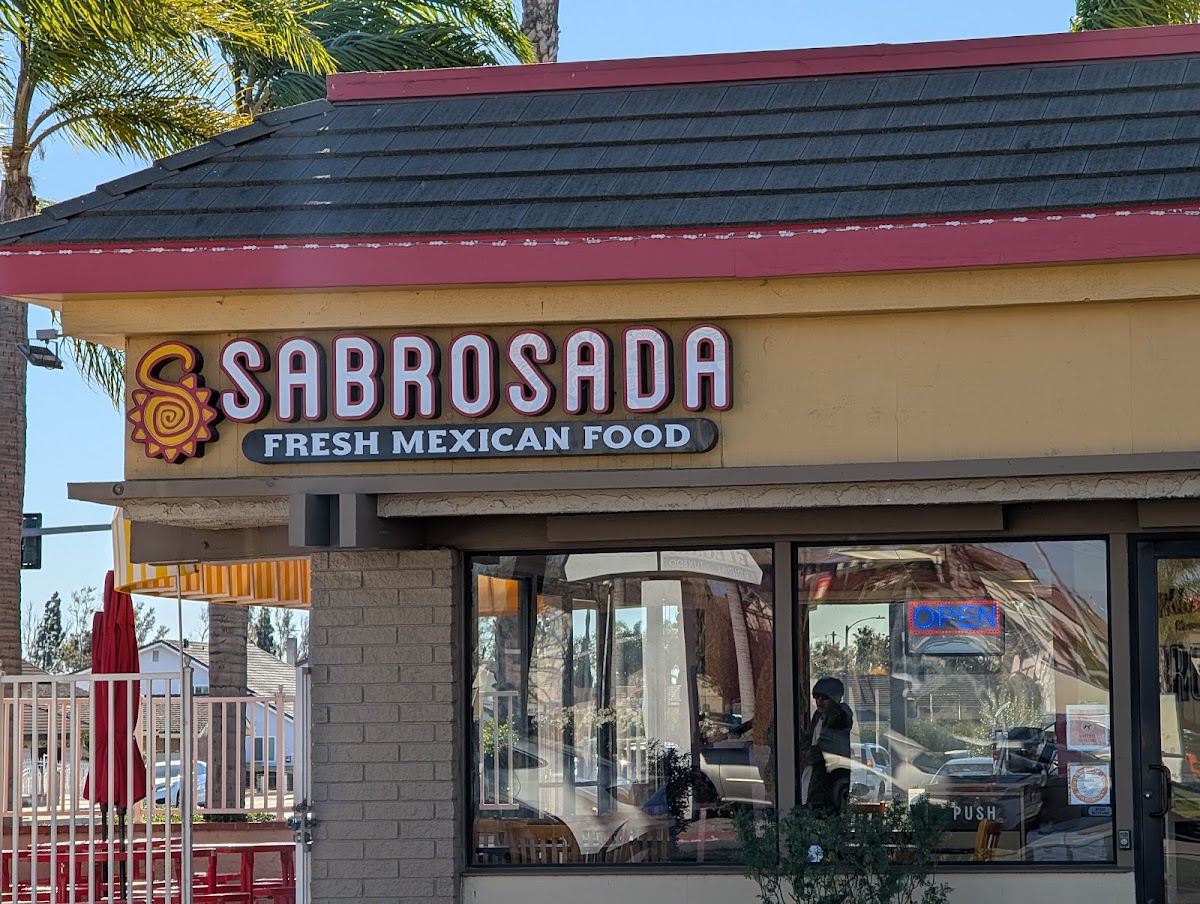 SABROSADA
FRESH MEXICAN FOOD
OPEN
PUSH